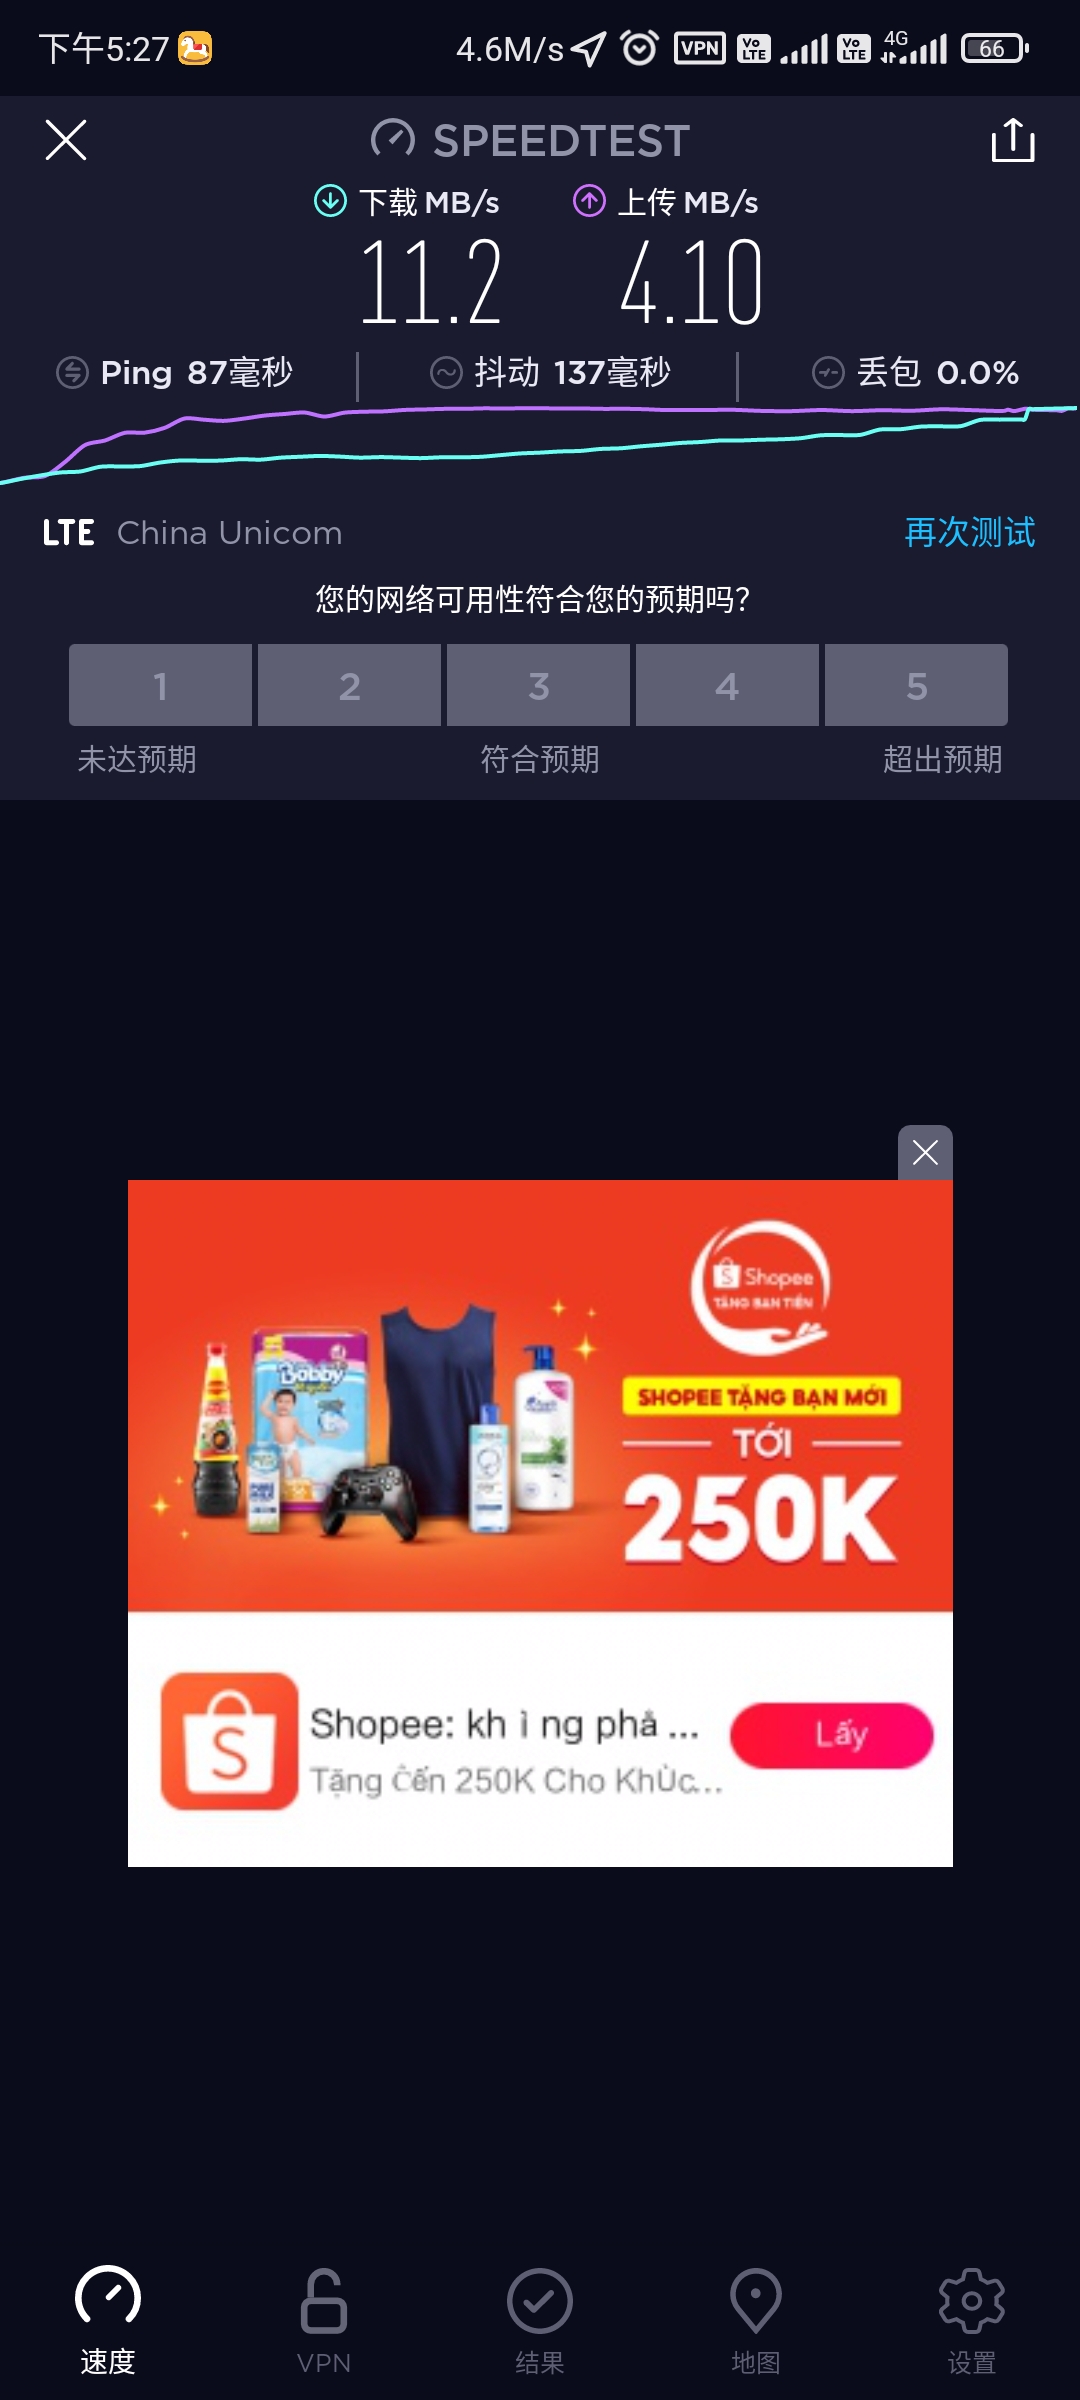 下午5:27 4.6M/s VPN VoLTE VoLTE 4G 66
SPEEDTEST
下载 MB/s 上传 MB/s
11.2 4.10
Ping 87毫秒 抖动 137毫秒 丢包 0.0%
LTE China Unicom 再次测试
您的网络可用性符合您的预期吗?
1 2 3 4 5
未达预期 符合预期 超出预期
Shopee
TẶNG BẠN TIỀN
SHOPEE TẶNG BẠN MỚI
TỚI
250K
Bobby
Shopee: kh ì ng phả ...
Lấy
Tặng Ĉến 250K Cho KhÙc...
速度 VPN 结果 地图 设置